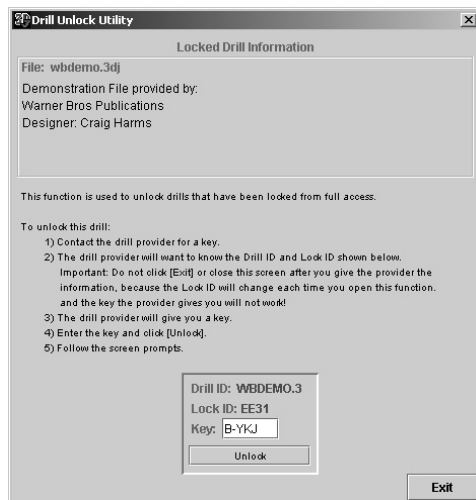 3D Drill Unlock Utility
Locked Drill Information
File: wbdemo.3dj
Demonstration File provided by:
Warner Bros Publications
Designer: Craig Harms
This function is used to unlock drills that have been locked from full access.
To unlock this drill:
1) Contact the drill provider for a key.
2) The drill provider will want to know the Drill ID and Lock ID shown below.
Important: Do not click [Exit] or close this screen after you give the provider the
information, because the Lock ID will change each time you open this function.
and the key the provider gives you will not work!
3) The drill provider will give you a key.
4) Enter the key and click [Unlock].
5) Follow the screen prompts.
Drill ID: WBDEMO.3
Lock ID: EE31
Key: B-YKJ
Unlock
Exit